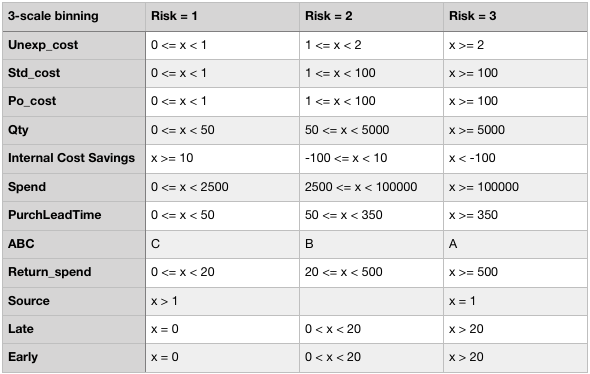 3-scale binning Risk = 1 Risk = 2 Risk = 3
Unexp_cost 0 <= x < 1 1 <= x < 2 x >= 2
Std_cost 0 <= x < 1 1 <= x < 100 x >= 100
Po_cost 0 <= x < 1 1 <= x < 100 x >= 100
Qty 0 <= x < 50 50 <= x < 5000 x >= 5000
Internal Cost Savings x >= 10 -100 <= x < 10 x < -100
Spend 0 <= x < 2500 2500 <= x < 100000 x >= 100000
PurchLeadTime 0 <= x < 50 50 <= x < 350 x >= 350
ABC C B A
Return_spend 0 <= x < 20 20 <= x < 500 x >= 500
Source x > 1 x = 1
Late x = 0 0 < x < 20 x > 20
Early x = 0 0 < x < 20 x > 20